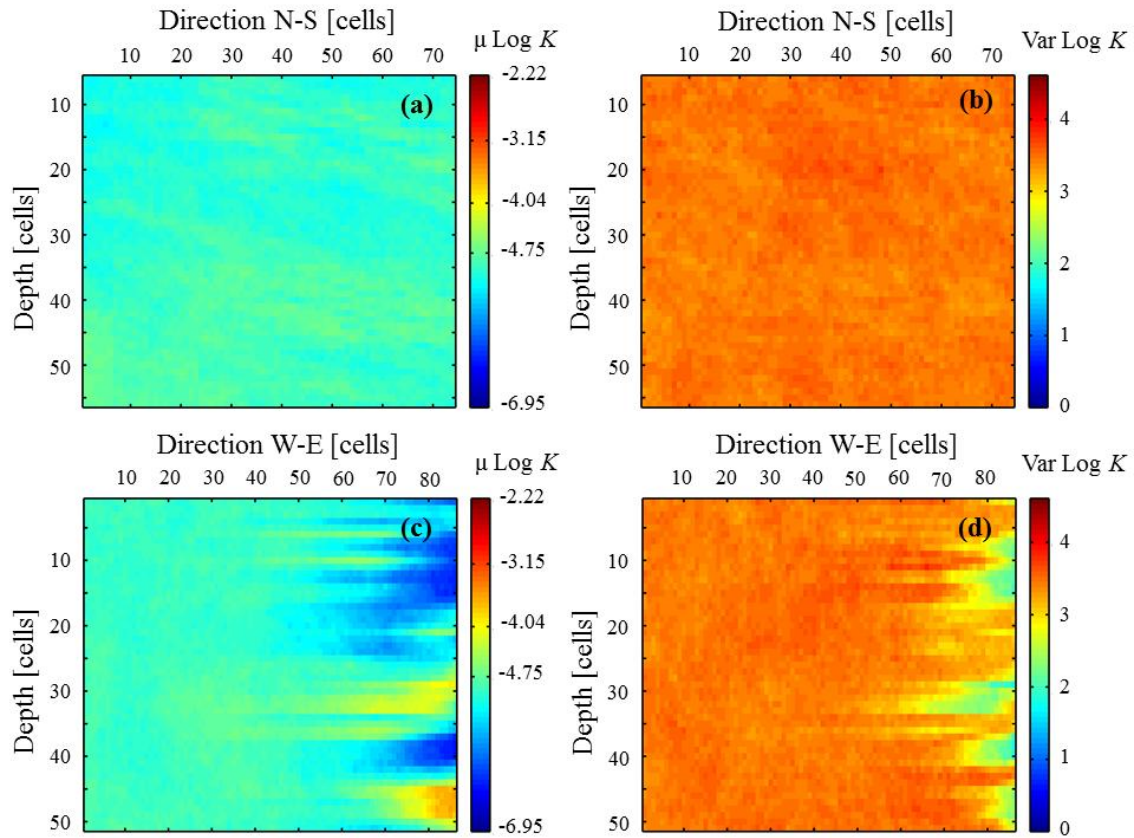 Direction N-S [cells]
10 20 30 40 50 60 70
µ Log K
-2.22
-3.15
-4.04
-4.75
-6.95
Depth [cells]
10
20
30
40
50
(a)
Direction N-S [cells]
10 20 30 40 50 60 70
Var Log K
4
3
2
1
0
Depth [cells]
10
20
30
40
50
(b)
Direction W-E [cells]
10 20 30 40 50 60 70 80
µ Log K
-2.22
-3.15
-4.04
-4.75
-6.95
Depth [cells]
10
20
30
40
50
(c)
Direction W-E [cells]
10 20 30 40 50 60 70 80
Var Log K
4
3
2
1
0
Depth [cells]
10
20
30
40
50
(d)